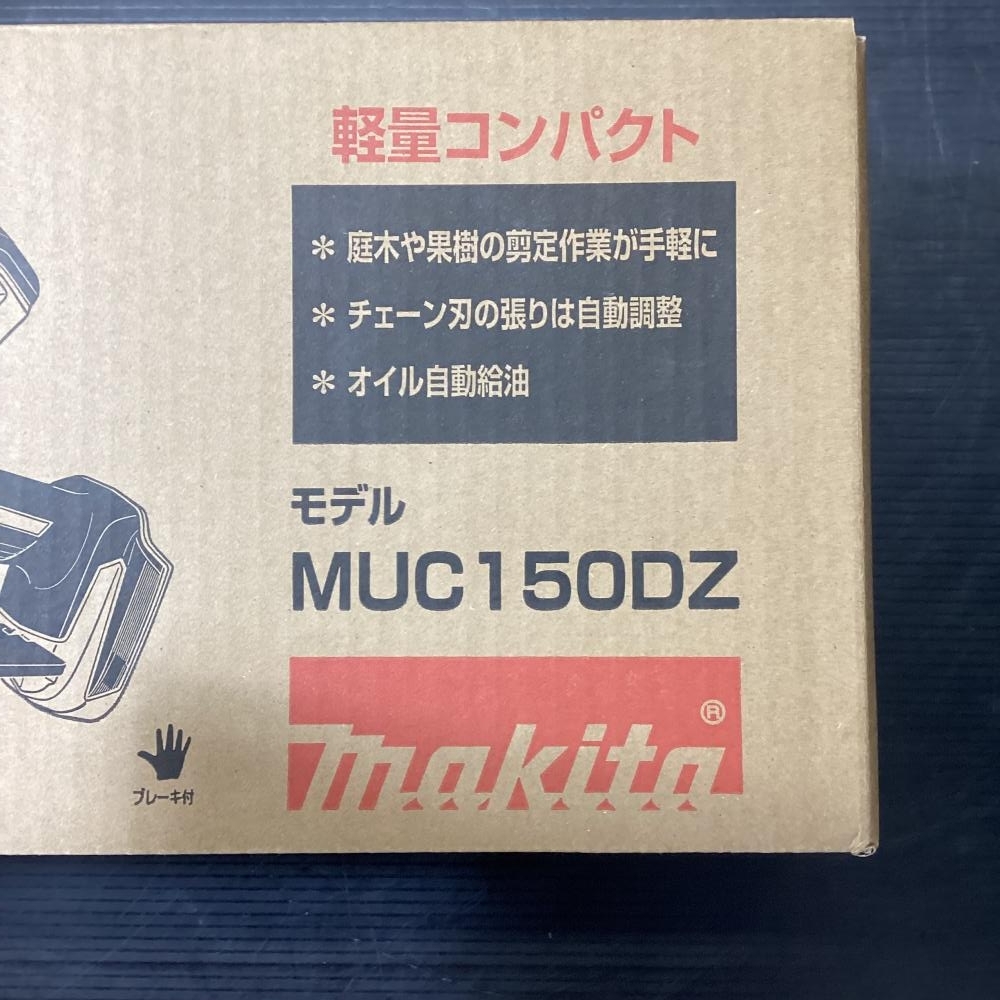 軽量コンパクト
＊ 庭木や果樹の剪定作業が手軽に
＊ チェーン刃の張りは自動調整
＊ オイル自動給油
モデル
MUC150DZ
makita®
ブレーキ付